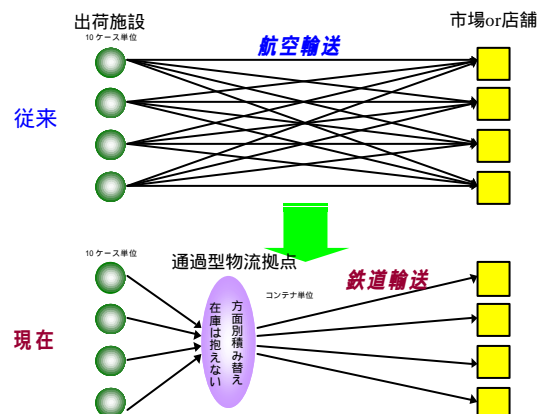 出荷施設
市場or店舗
10ケース単位
航空輸送
従来
10ケース単位
通過型物流拠点
鉄道輸送
コンテナ単位
方面別積み替え
在庫は抱えない
現在